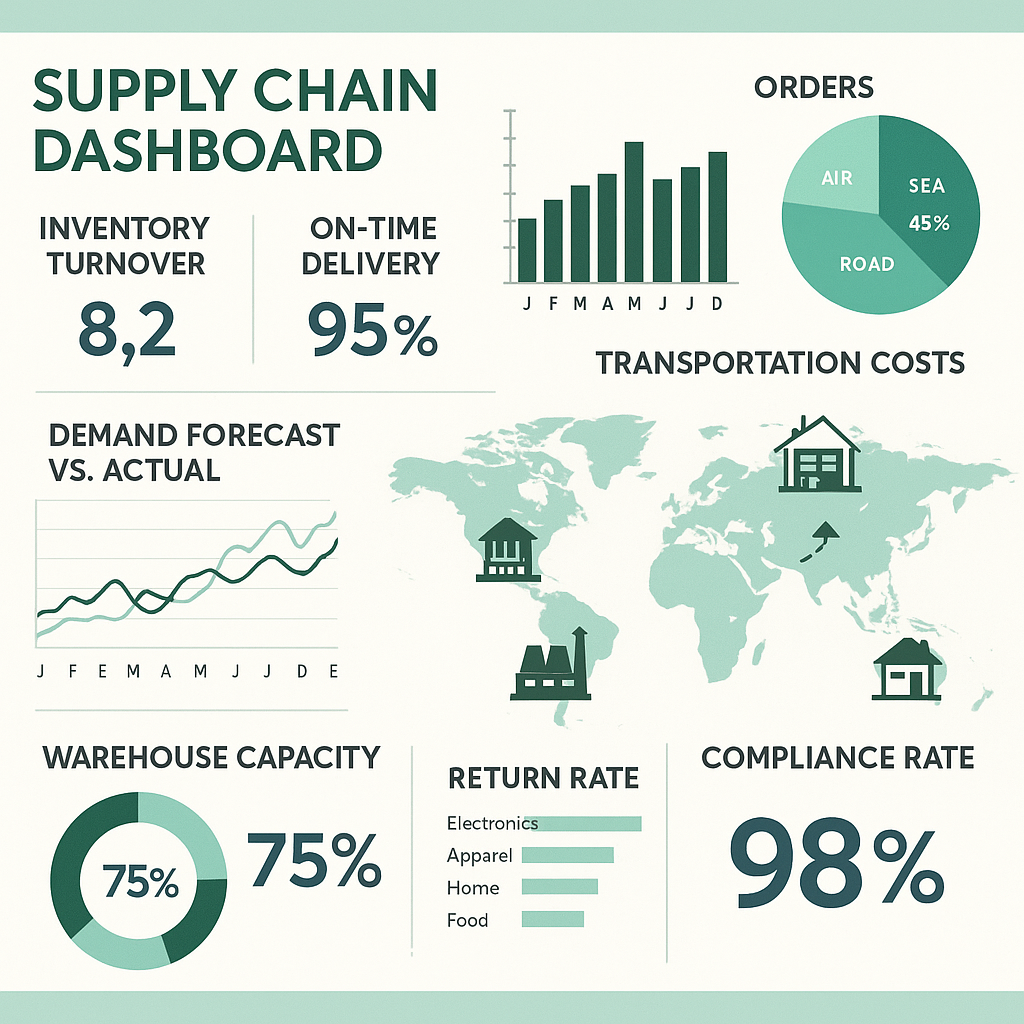 SUPPLY CHAIN
DASHBOARD
INVENTORY
TURNOVER
8,2
ON-TIME
DELIVERY
95%
J F M A M J J D
ORDERS
AIR
SEA
45%
ROAD
TRANSPORTATION COSTS
DEMAND FORECAST
VS. ACTUAL
J F E M A M J J D E
WAREHOUSE CAPACITY
75%
75%
RETURN RATE
Electronics
Apparel
Home
Food
COMPLIANCE RATE
98%